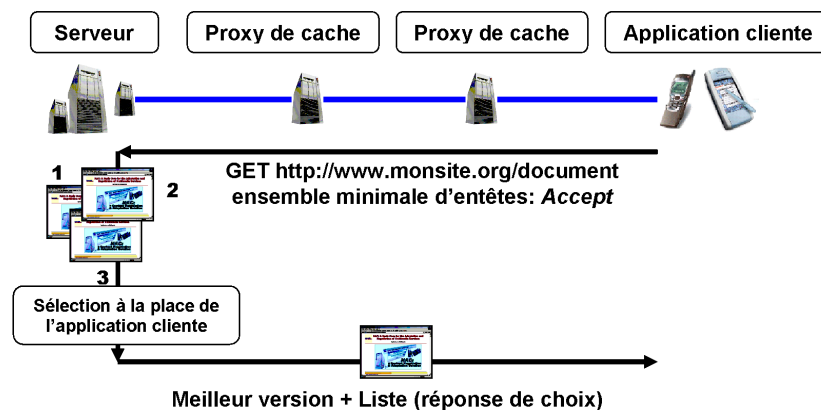 Serveur
Proxy de cache
Proxy de cache
Application cliente
GET http://www.monsite.org/document
ensemble minimale d'entêtes: Accept
1
2
3
Sélection à la place de
l'application cliente
Meilleur version + Liste (réponse de choix)